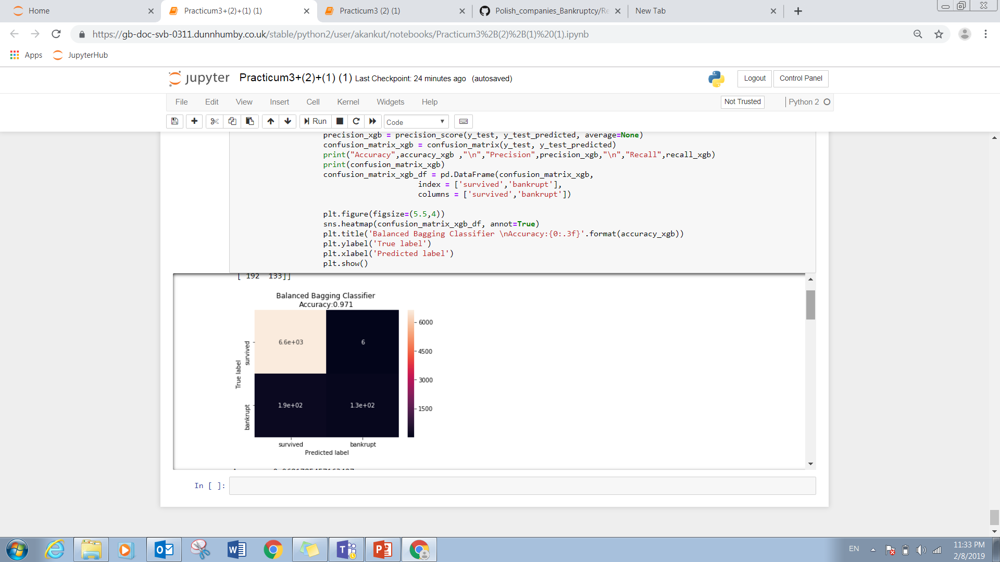 Home
Practicum3+(2)+(1) (1)
Practicum3 (2) (1)
Polish_companies_Bankruptcy/Re
New Tab
https://gb-doc-svb-0311.dunnhumby.co.uk/stable/python2/user/akankut/notebooks/Practicum3%2B(2)%2B(1)%20(1).ipynb
Apps
JupyterHub
jupyter Practicum3+(2)+(1) (1) Last Checkpoint: 24 minutes ago (autosaved)
Logout
Control Panel
File Edit View Insert Cell Kernel Widgets Help
Not Trusted
Python 2
Run
Code
precision_xgb = precision_score(y_test, y_test_predicted, average=None)
confusion_matrix_xgb = confusion_matrix(y_test, y_test_predicted)
print("Accuracy",accuracy_xgb ,"\n","Precision",precision_xgb,"\n","Recall",recall_xgb)
print(confusion_matrix_xgb)
confusion_matrix_xgb_df = pd.DataFrame(confusion_matrix_xgb,
index = ['survived','bankrupt'],
columns = ['survived','bankrupt'])
plt.figure(figsize=(5.5,4))
sns.heatmap(confusion_matrix_xgb_df, annot=True)
plt.title('Balanced Bagging Classifier \nAccuracy:{0:.3f}'.format(accuracy_xgb))
plt.ylabel('True label')
plt.xlabel('Predicted label')
plt.show()
[ 192 133]]
Balanced Bagging Classifier
Accuracy:0.971
6000
4500
3000
1500
6.6e+03
6
1.9e+02
1.3e+02
True label
survived
bankrupt
survived
bankrupt
Predicted label
In [ ]:
EN
11:33 PM
2/8/2019